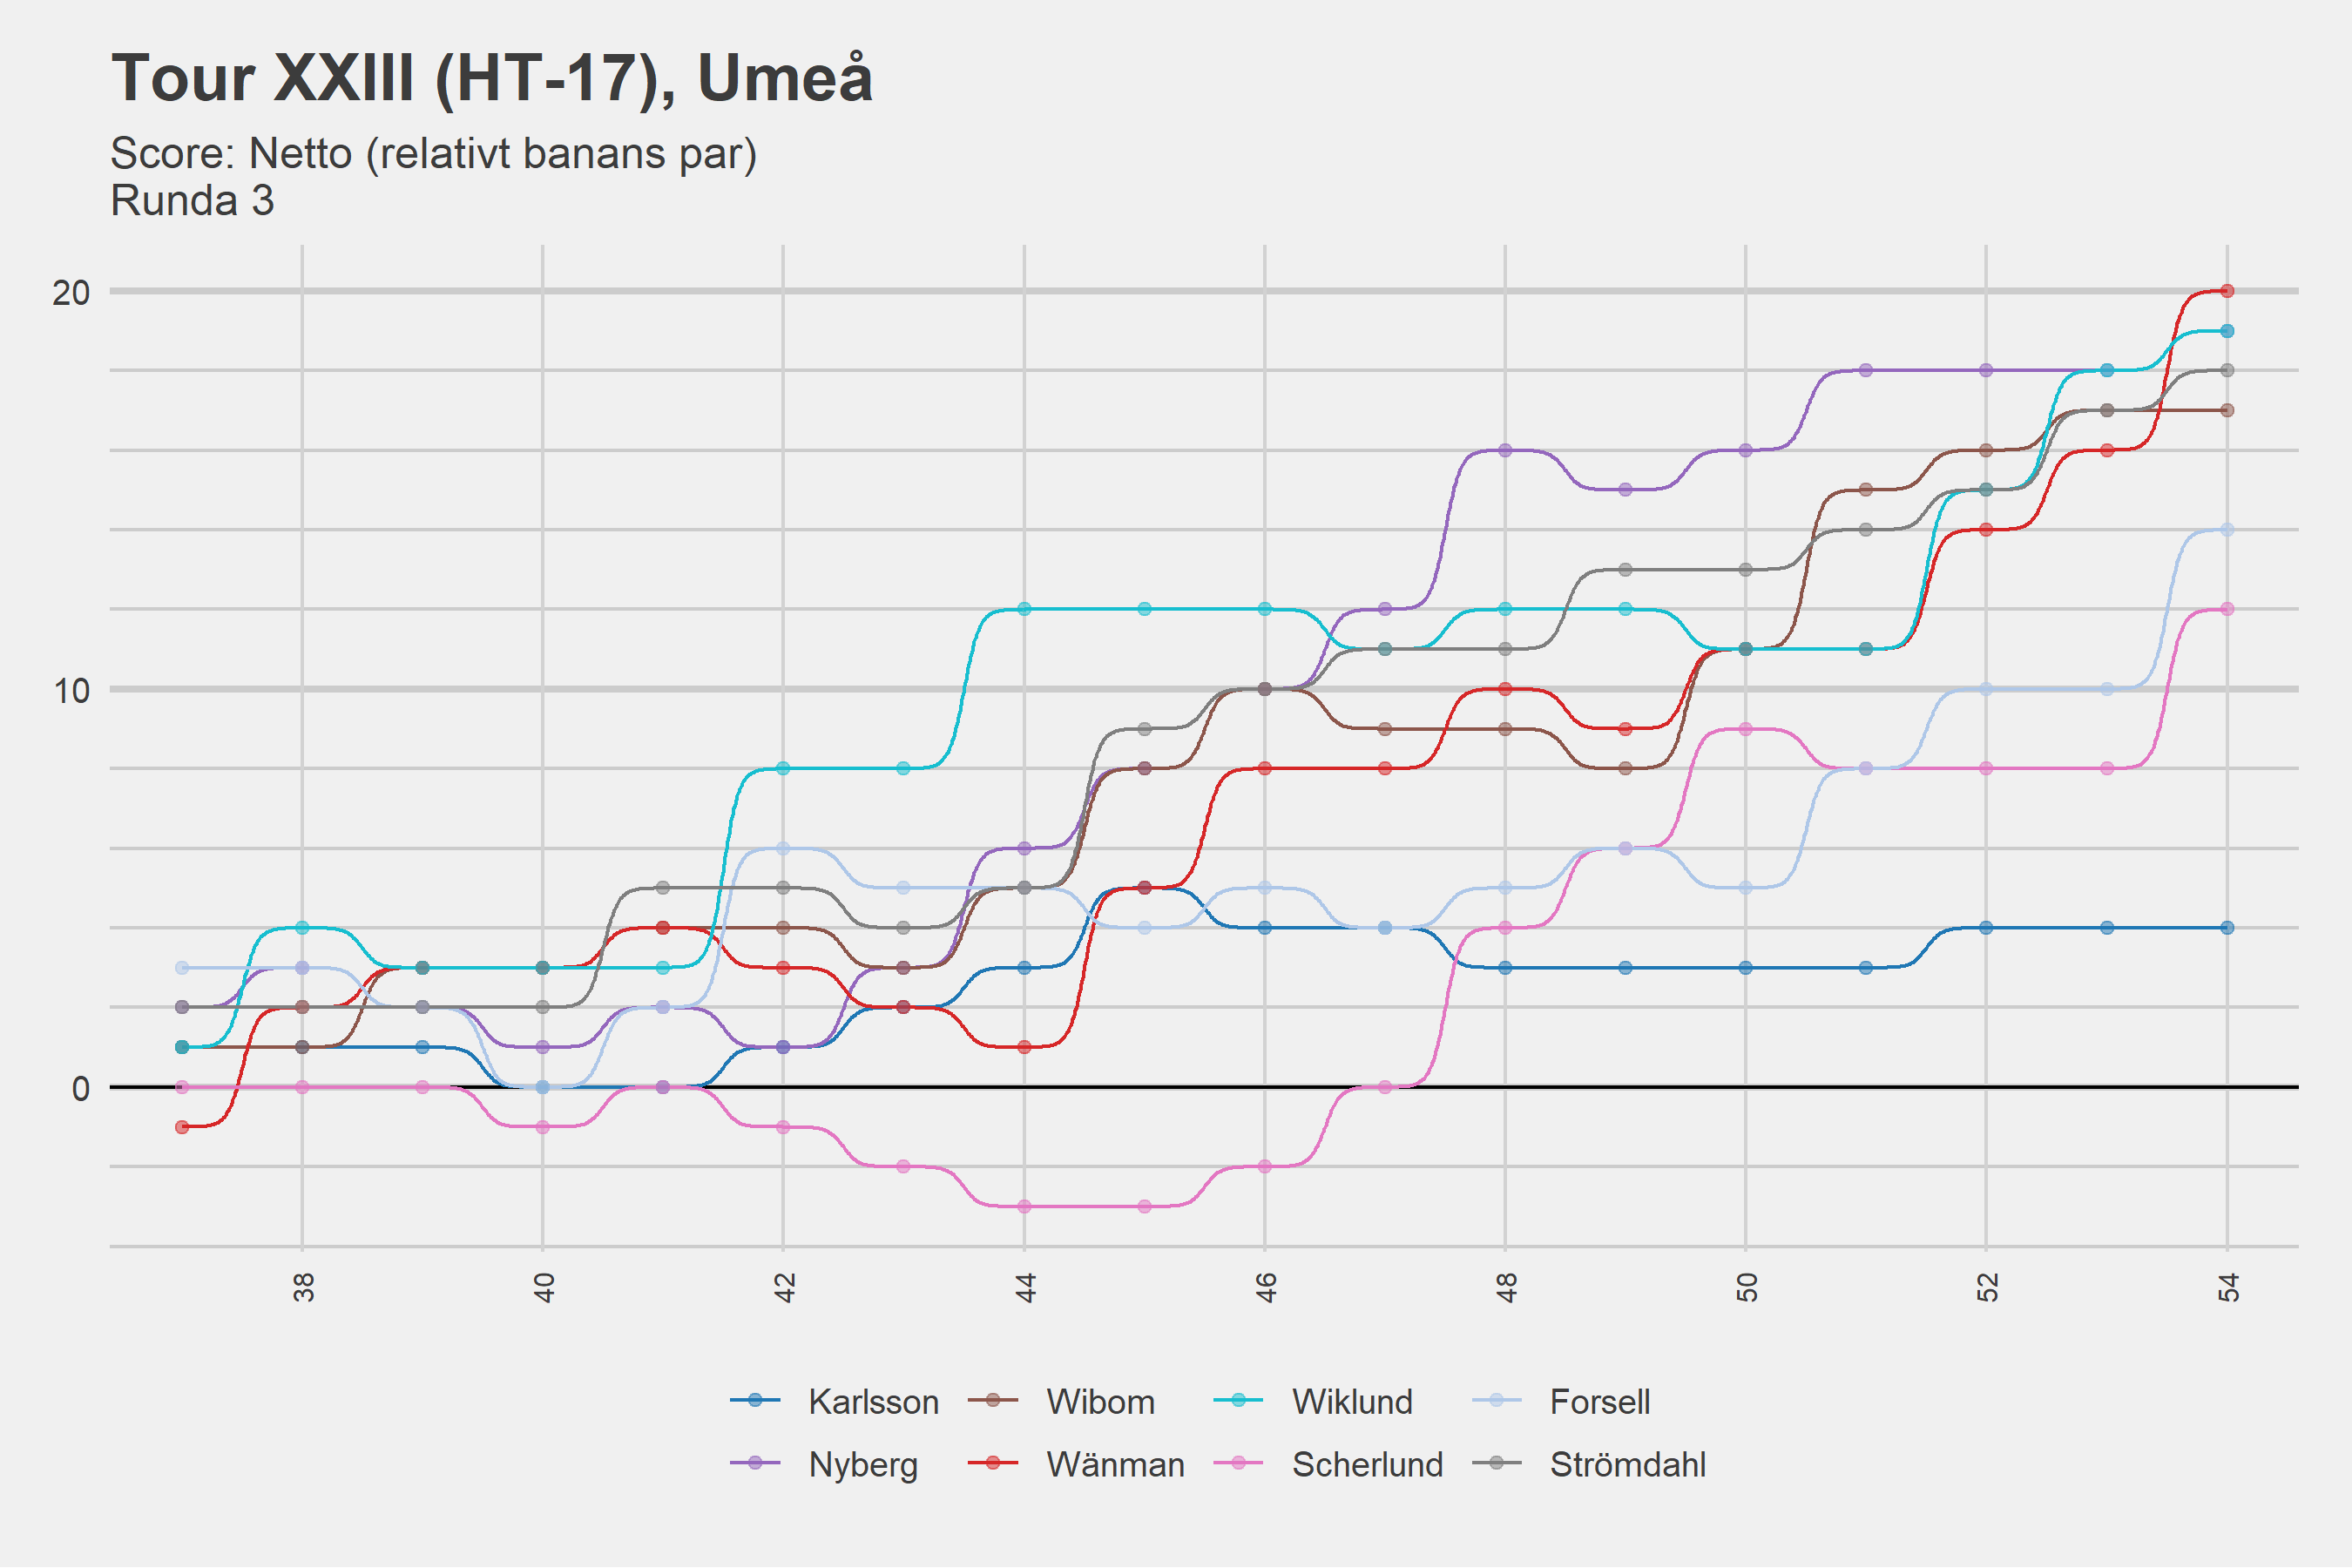 Tour XXIII (HT-17), Umeå
Score: Netto (relativt banans par)
Runda 3
20
10
0
38 40 42 44 46 48 50 52 54
Karlsson Wibom Wiklund Forsell
Nyberg Wänman Scherlund Strömdahl